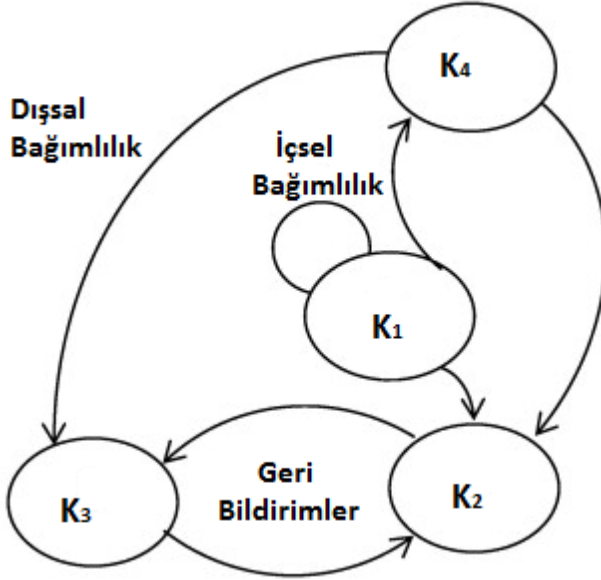 K₄
Dışsal
Bağımlılık
İçsel
Bağımlılık
K₁
K₃
Geri
Bildirimler
K₂